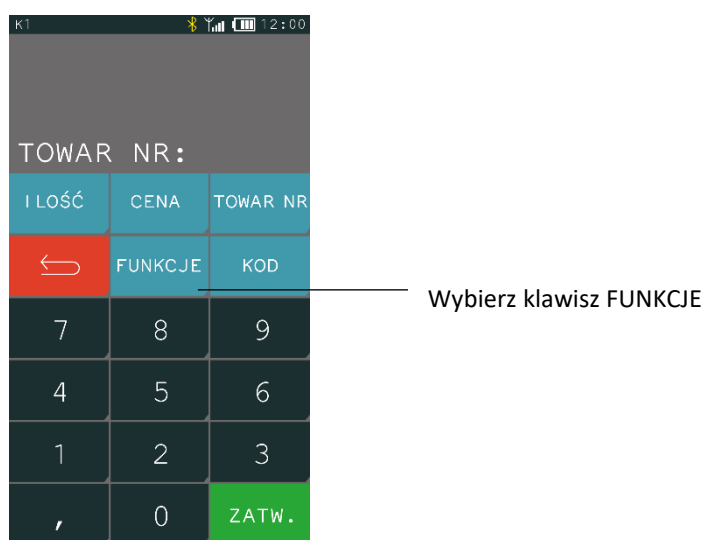 K1 12:00
TOWAR NR:
ILOŚĆ CENA TOWAR NR
FUNKCJE KOD
Wybierz klawisz FUNKCJE
7 8 9
4 5 6
1 2 3
, 0 ZATW.